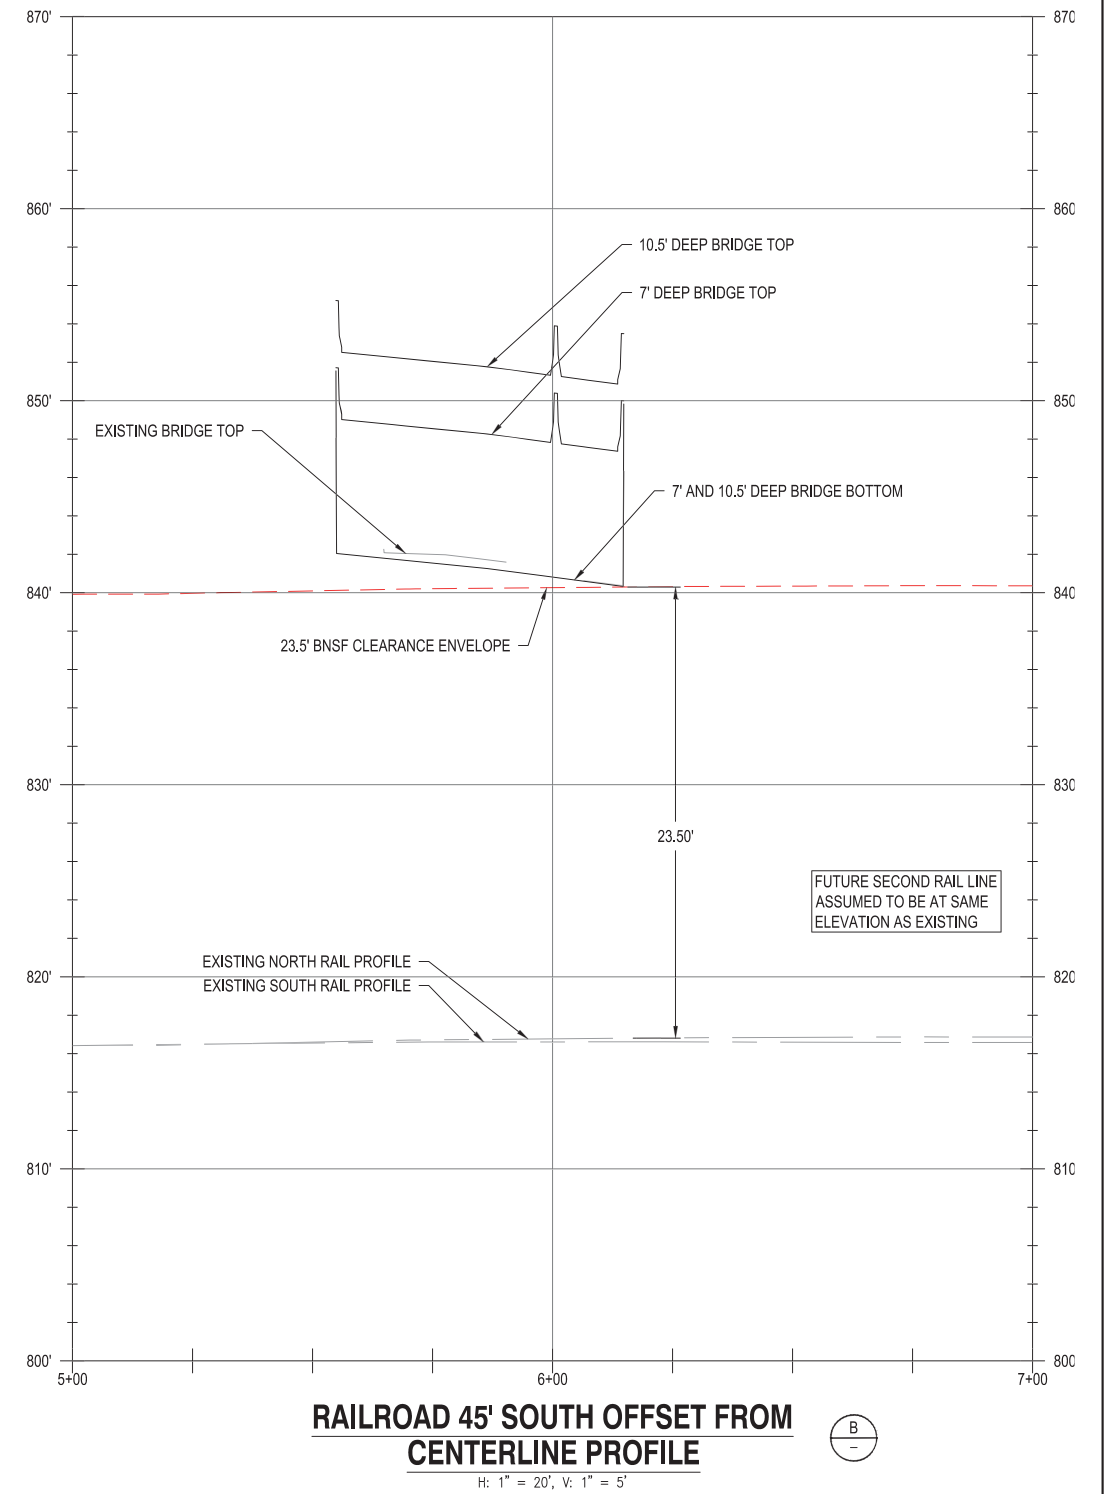 870' 870
860' 860
10.5' DEEP BRIDGE TOP
7' DEEP BRIDGE TOP
850' 850
EXISTING BRIDGE TOP
7' AND 10.5' DEEP BRIDGE BOTTOM
840' 840
23.5' BNSF CLEARANCE ENVELOPE
830' 830
23.50'
FUTURE SECOND RAIL LINE
ASSUMED TO BE AT SAME
ELEVATION AS EXISTING
EXISTING NORTH RAIL PROFILE
820' 820
EXISTING SOUTH RAIL PROFILE
810' 810
800' 800
5+00 6+00 7+00
RAILROAD 45' SOUTH OFFSET FROM
CENTERLINE PROFILE
B
–
H: 1" = 20', V: 1" = 5'